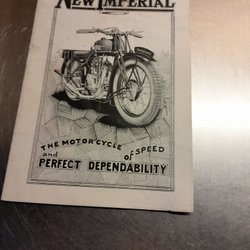 NEW IMPERIAL
THE MOTOR CYCLE of SPEED
and PERFECT DEPENDABILITY